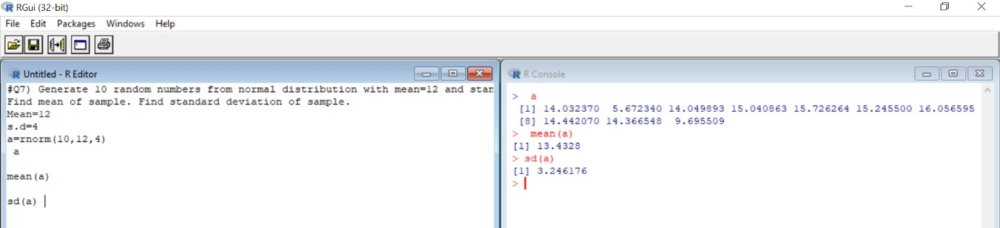 RGui (32-bit)
File Edit Packages Windows Help
Untitled - R Editor
#Q7) Generate 10 random numbers from normal distribution with mean=12 and stan
Find mean of sample. Find standard deviation of sample.
Mean=12
s.d=4
a=rnorm(10,12,4)
a
mean(a)
sd(a)
R Console
> a
[1] 14.032370 5.672340 14.049893 15.040863 15.726264 15.245500 16.056595
[8] 14.442070 14.366548 9.695509
> mean(a)
[1] 13.4328
> sd(a)
[1] 3.246176
>